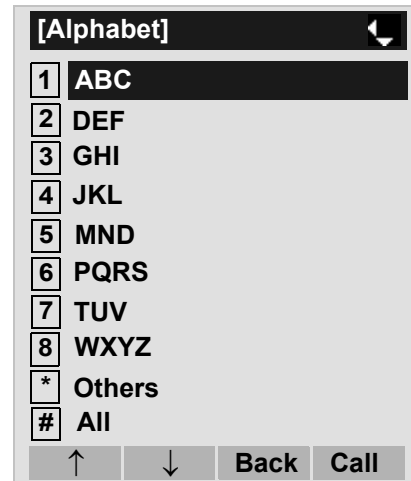 [Alphabet]
1 ABC
2 DEF
3 GHI
4 JKL
5 MND
6 PQRS
7 TUV
8 WXYZ
* Others
# All
↑ ↓ Back Call